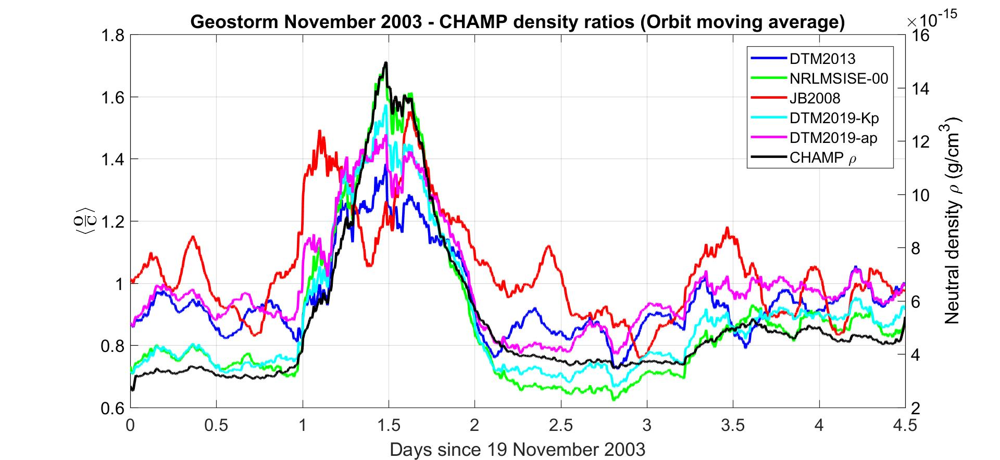 Geostorm November 2003 - CHAMP density ratios (Orbit moving average)
×10-15
1.8
1.6
1.4
1.2
1
0.8
0.6
⟨O/C⟩
16
14
12
10
8
6
4
2
Neutral density ρ (g/cm3)
DTM2013
NRLMSISE-00
JB2008
DTM2019-Kp
DTM2019-ap
CHAMP ρ
0 0.5 1 1.5 2 2.5 3 3.5 4 4.5
Days since 19 November 2003